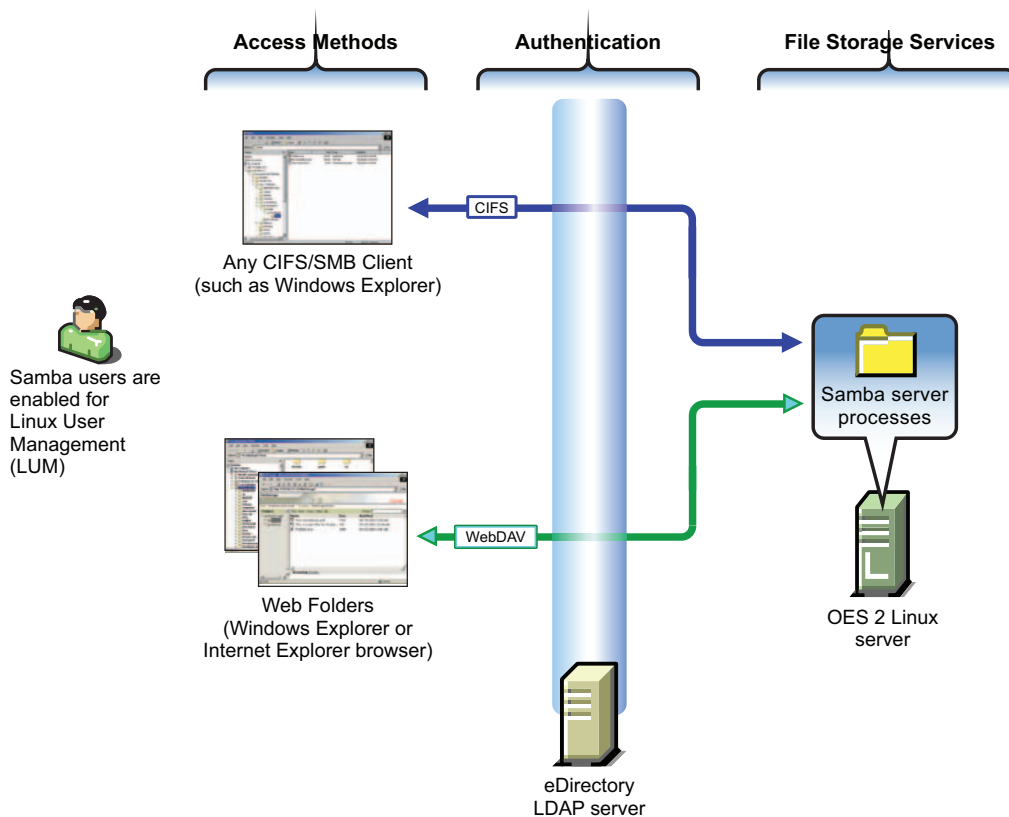 Access Methods
Authentication
File Storage Services
CIFS
Any CIFS/SMB Client
(such as Windows Explorer)
Samba users are
enabled for
Linux User
Management
(LUM)
Samba server
processes
WebDAV
Web Folders
(Windows Explorer or
Internet Explorer browser)
L
OES 2 Linux
server
eDirectory
LDAP server